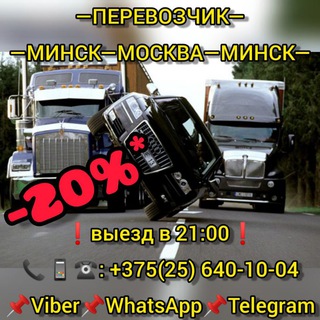 —ПЕРЕВОЗЧИК—
—МИНСК—МОСКВА—МИНСК—
-20%*
❗выезд в 21:00❗
📞📱☎: +375(25) 640-10-04
📌Viber📌WhatsApp📌Telegram